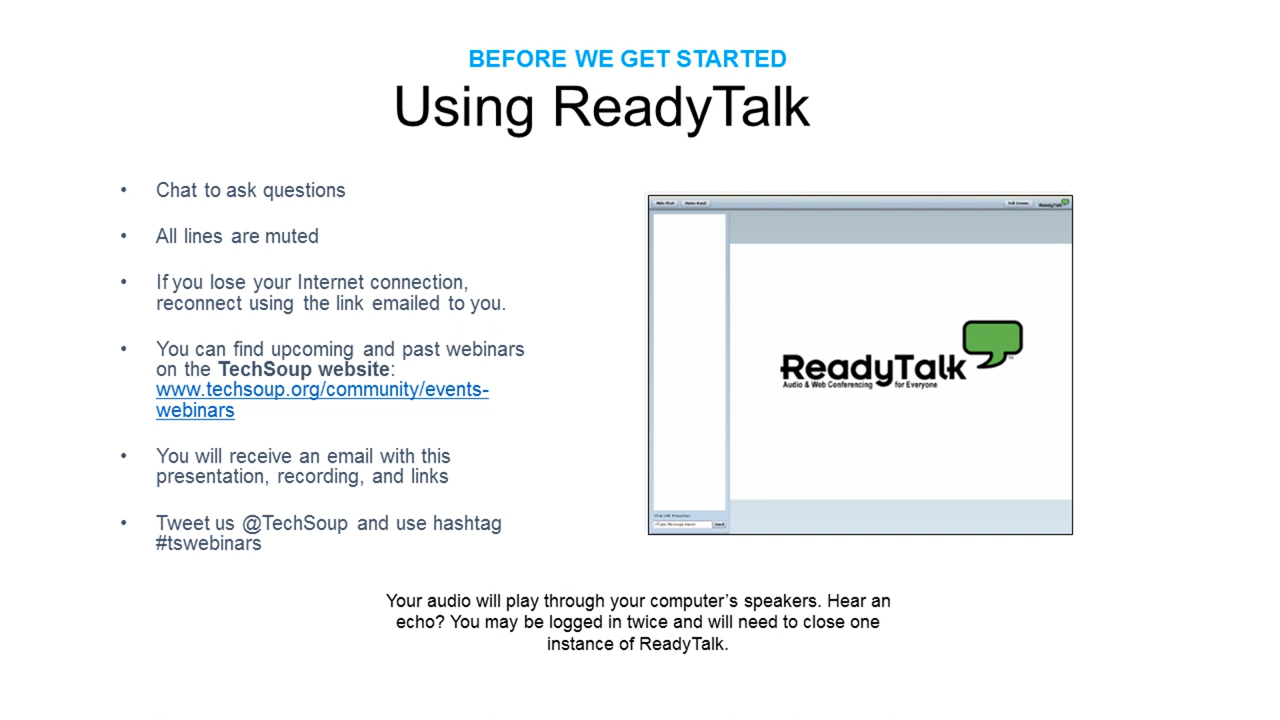 BEFORE WE GET STARTED
Using ReadyTalk
• Chat to ask questions
• All lines are muted
• If you lose your Internet connection,
reconnect using the link emailed to you.
• You can find upcoming and past webinars
on the TechSoup website:
www.techsoup.org/community/events-
webinars
• You will receive an email with this
presentation, recording, and links
• Tweet us @TechSoup and use hashtag
#tswebinars
ReadyTalk
ReadyTalk
Audio & Web Conferencing for Everyone
Send
Your audio will play through your computer’s speakers. Hear an
echo? You may be logged in twice and will need to close one
instance of ReadyTalk.